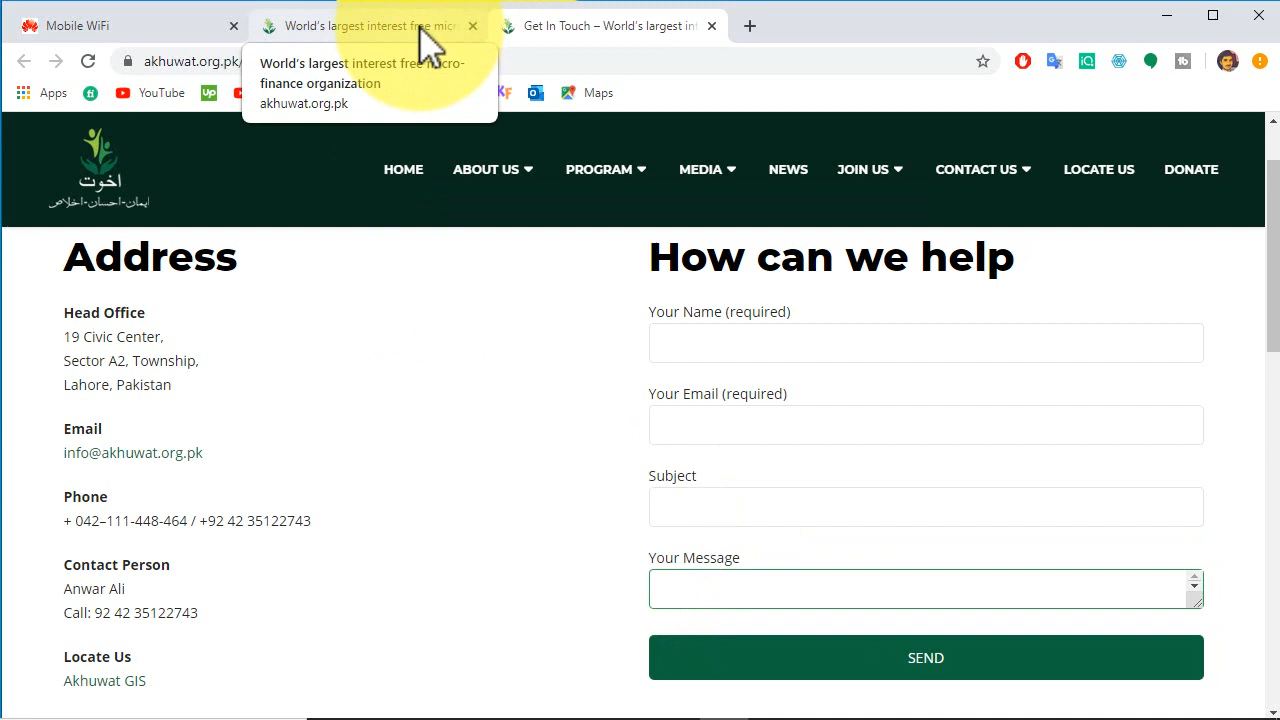 Mobile WiFi
World's largest interest free micr
Get In Touch – World's largest int
akhuwat.org.pk/
World's largest interest free micro-
finance organization
akhuwat.org.pk
Apps
YouTube
Up
Maps
اخوت
ایمان-احسان-اخلاص
HOME
ABOUT US
PROGRAM
MEDIA
NEWS
JOIN US
CONTACT US
LOCATE US
DONATE
Address
Head Office
19 Civic Center,
Sector A2, Township,
Lahore, Pakistan
Email
info@akhuwat.org.pk
Phone
+ 042–111-448-464 / +92 42 35122743
Contact Person
Anwar Ali
Call: 92 42 35122743
Locate Us
Akhuwat GIS
How can we help
Your Name (required)
Your Email (required)
Subject
Your Message
SEND